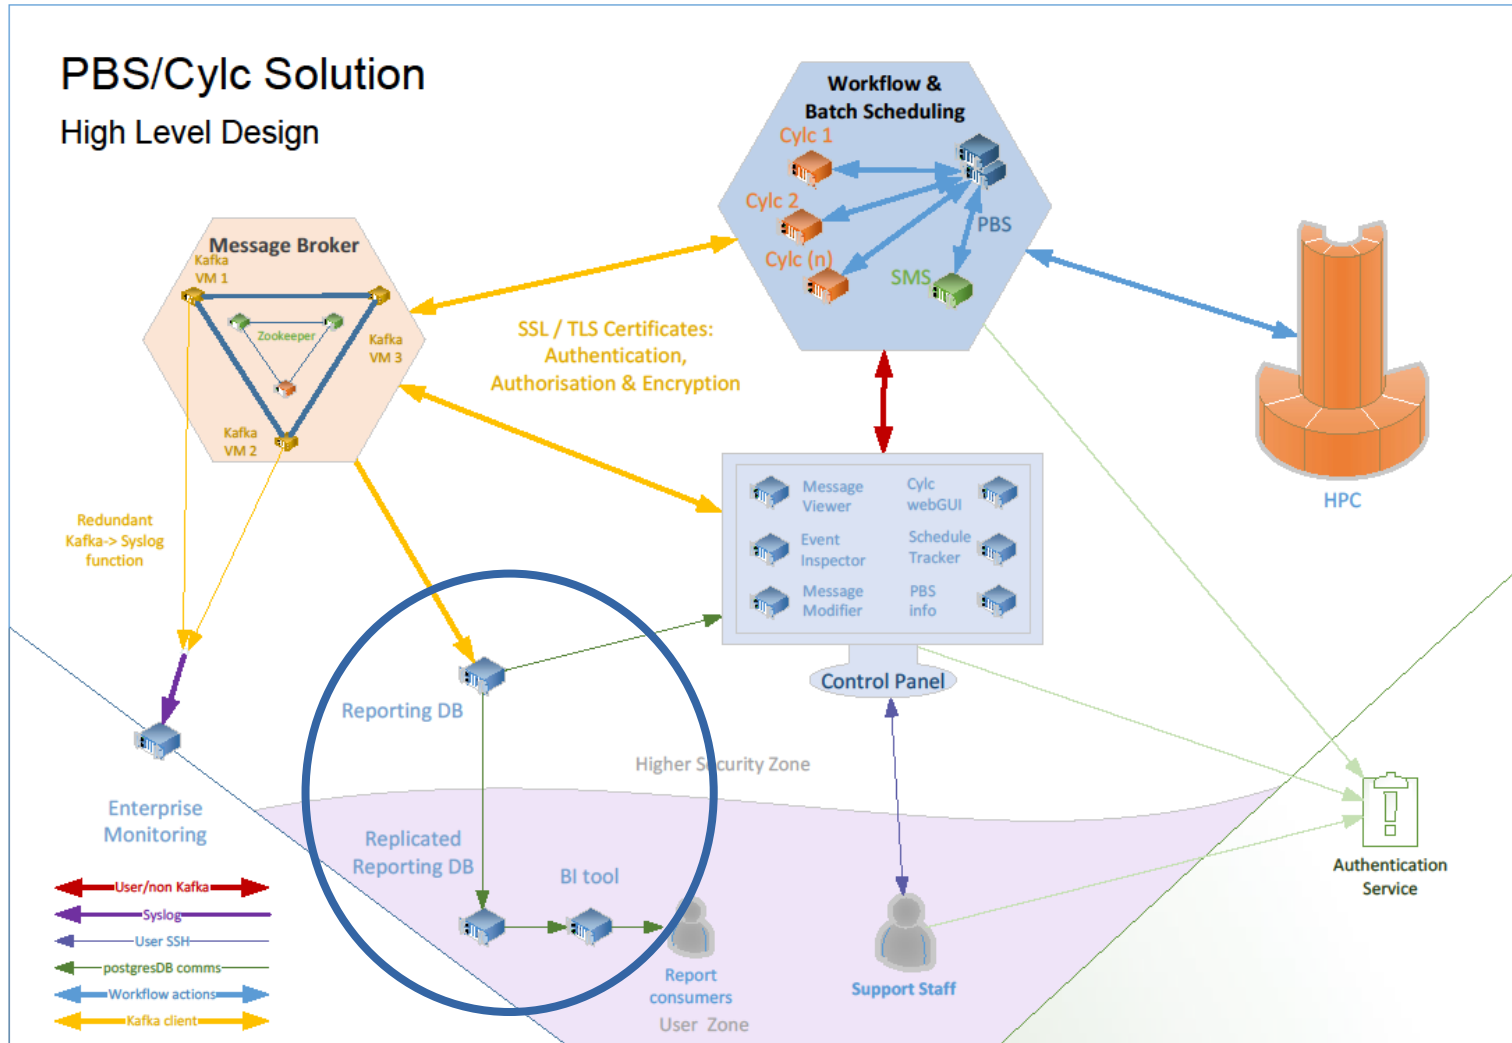 PBS/Cylc Solution
High Level Design
Workflow &
Batch Scheduling
Cylc 1
Cylc 2
Cylc (n)
PBS
SMS
Message Broker
Kafka
VM 1
Zookeeper
Kafka
VM 3
Kafka
VM 2
SSL / TLS Certificates:
Authentication,
Authorisation & Encryption
HPC
Message
Viewer
Cylc
webGUI
Event
Inspector
Schedule
Tracker
Message
Modifier
PBS
info
Control Panel
Redundant
Kafka-> Syslog
function
Reporting DB
Higher Security Zone
Enterprise
Monitoring
Replicated
Reporting DB
BI tool
Authentication
Service
Report
consumers
Support Staff
User Zone
User/non Kafka
Syslog
User SSH
postgresDB comms
Workflow actions
Kafka client